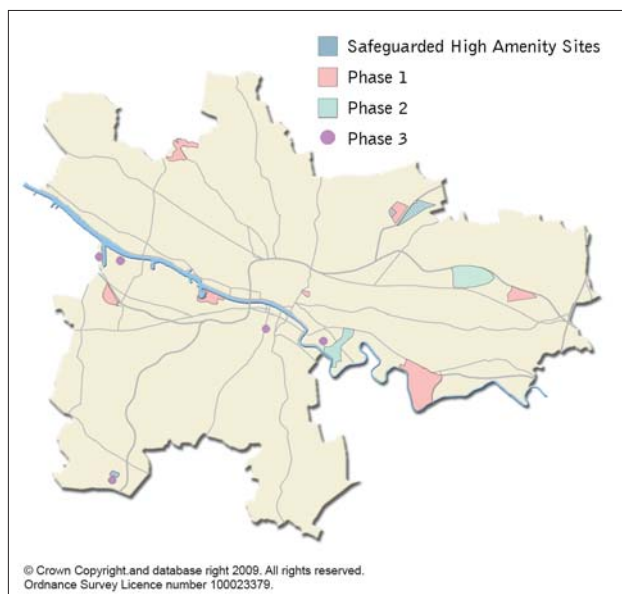 Safeguarded High Amenity Sites
Phase 1
Phase 2
Phase 3
© Crown Copyright.and database right 2009. All rights reserved.
Ordnance Survey Licence number 100023379.